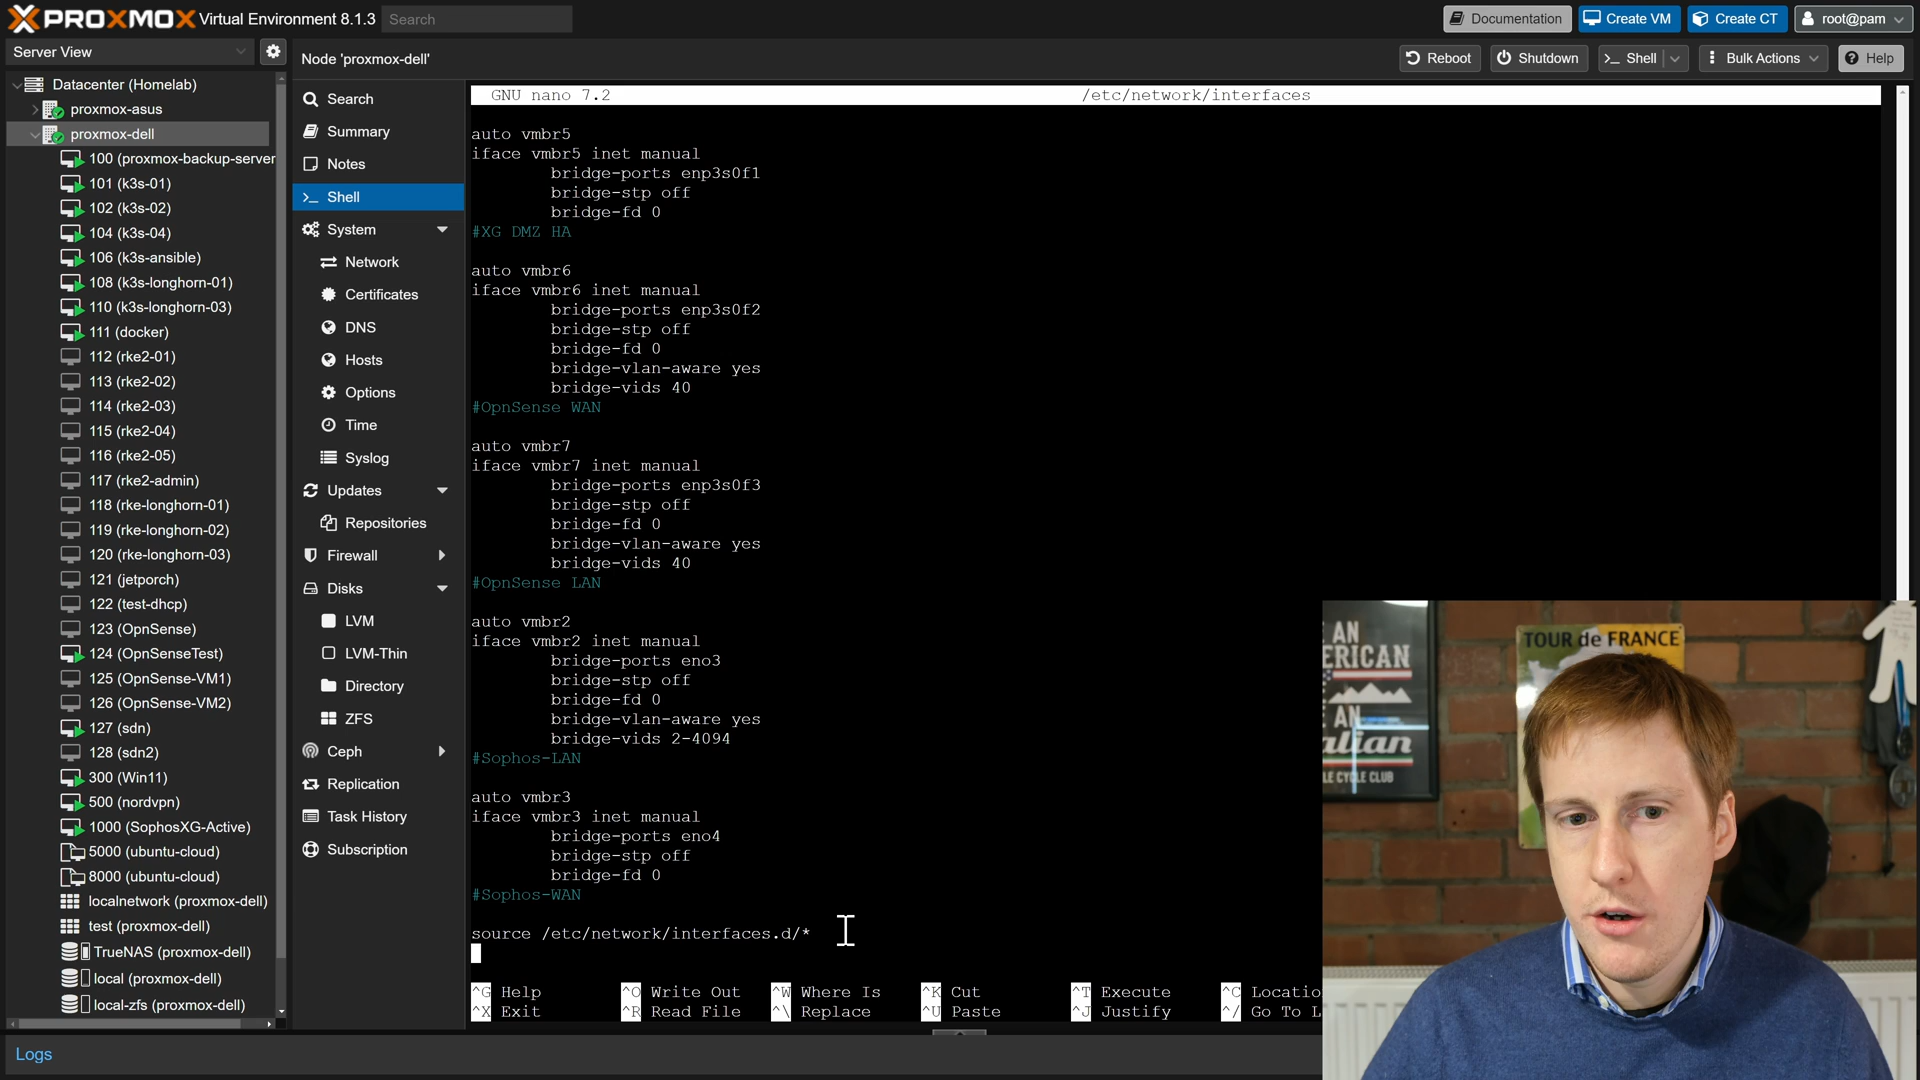 PROXMOX Virtual Environment 8.1.3 Search
Documentation Create VM Create CT root@pam
Server View
Node 'proxmox-dell'
Reboot Shutdown >_ Shell Bulk Actions Help
Datacenter (Homelab)
proxmox-asus
proxmox-dell
100 (proxmox-backup-server
101 (k3s-01)
102 (k3s-02)
104 (k3s-04)
106 (k3s-ansible)
108 (k3s-longhorn-01)
110 (k3s-longhorn-03)
111 (docker)
112 (rke2-01)
113 (rke2-02)
114 (rke2-03)
115 (rke2-04)
116 (rke2-05)
117 (rke2-admin)
118 (rke-longhorn-01)
119 (rke-longhorn-02)
120 (rke-longhorn-03)
121 (jetporch)
122 (test-dhcp)
123 (OpnSense)
124 (OpnSenseTest)
125 (OpnSense-VM1)
126 (OpnSense-VM2)
127 (sdn)
128 (sdn2)
300 (Win11)
500 (nordvpn)
1000 (SophosXG-Active)
5000 (ubuntu-cloud)
8000 (ubuntu-cloud)
localnetwork (proxmox-dell)
test (proxmox-dell)
TrueNAS (proxmox-dell)
local (proxmox-dell)
local-zfs (proxmox-dell)
Search
Summary
Notes
>_ Shell
System
Network
Certificates
DNS
Hosts
Options
Time
Syslog
Updates
Repositories
Firewall
Disks
LVM
LVM-Thin
Directory
ZFS
Ceph
Replication
Task History
Subscription
GNU nano 7.2 /etc/network/interfaces
auto vmbr5
iface vmbr5 inet manual
bridge-ports enp3s0f1
bridge-stp off
bridge-fd 0
#XG DMZ HA
auto vmbr6
iface vmbr6 inet manual
bridge-ports enp3s0f2
bridge-stp off
bridge-fd 0
bridge-vlan-aware yes
bridge-vids 40
#OpnSense WAN
auto vmbr7
iface vmbr7 inet manual
bridge-ports enp3s0f3
bridge-stp off
bridge-fd 0
bridge-vlan-aware yes
bridge-vids 40
#OpnSense LAN
auto vmbr2
iface vmbr2 inet manual
bridge-ports eno3
bridge-stp off
bridge-fd 0
bridge-vlan-aware yes
bridge-vids 2-4094
#Sophos-LAN
auto vmbr3
iface vmbr3 inet manual
bridge-ports eno4
bridge-stp off
bridge-fd 0
#Sophos-WAN
source /etc/network/interfaces.d/*
^G Help ^O Write Out ^W Where Is ^K Cut ^T Execute ^C Locatio
^X Exit ^R Read File ^\ Replace ^U Paste ^J Justify ^/ Go To L
Logs
AN
ERICAN
AN
alian
LE CYCLE CLUB
TOUR de FRANCE